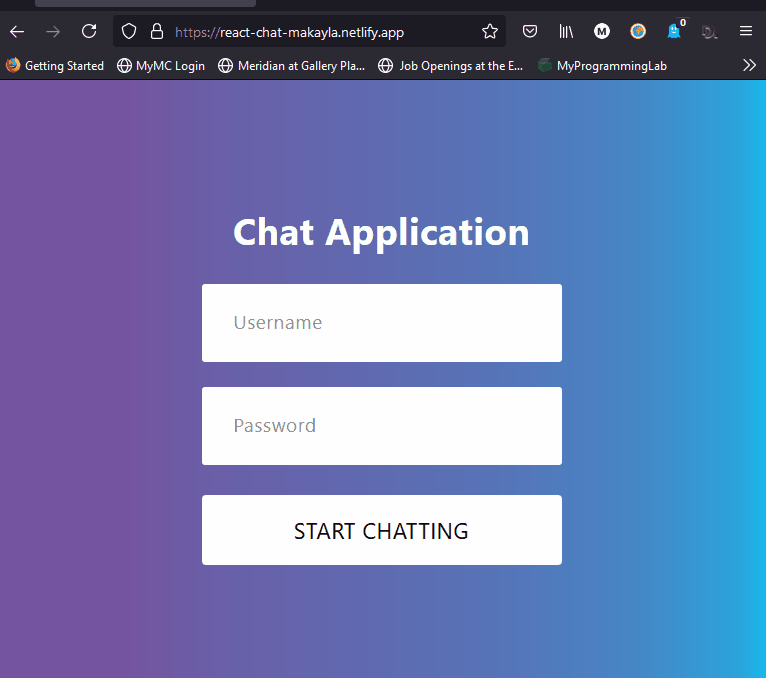 https://react-chat-makayla.netlify.app
M
0
Getting Started MyMC Login Meridian at Gallery Pla... Job Openings at the E... MyProgrammingLab
Chat Application
Username
Password
START CHATTING